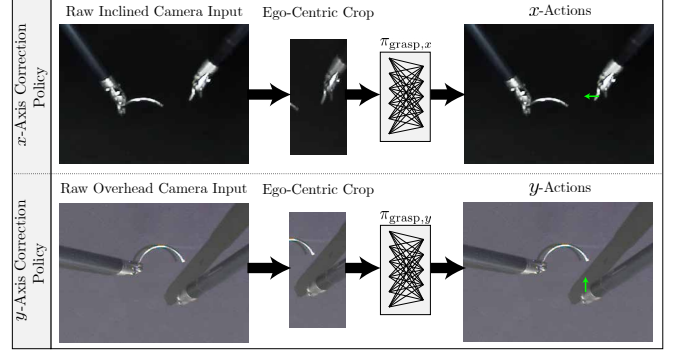 Raw Inclined Camera Input Ego-Centric Crop x-Actions
x-Axis Correction
Policy
π_grasp,x
Raw Overhead Camera Input Ego-Centric Crop y-Actions
y-Axis Correction
Policy
π_grasp,y